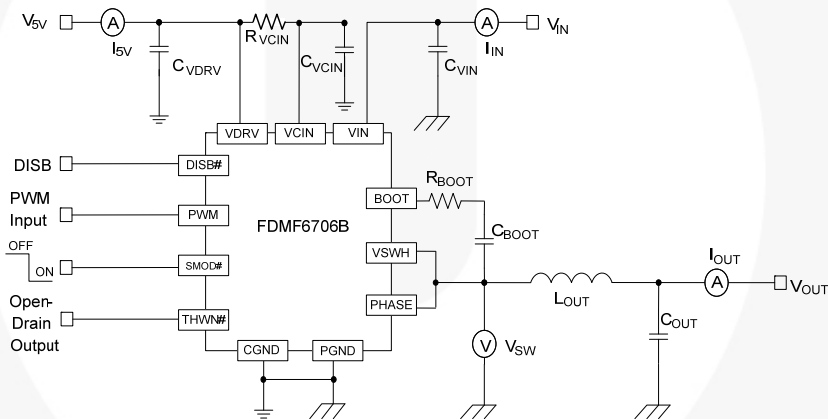 V5V
A
I5V
RVCIN
CVDRV
CVCIN
CVIN
A
IIN
VIN
VDRV
VCIN
VIN
DISB
DISB#
PWM
Input
PWM
OFF
ON
SMOD#
Open-
Drain
Output
THWN#
FDMF6706B
BOOT
RBOOT
CBOOT
VSWH
PHASE
CGND
PGND
V
VSW
LOUT
COUT
IOUT
A
VOUT